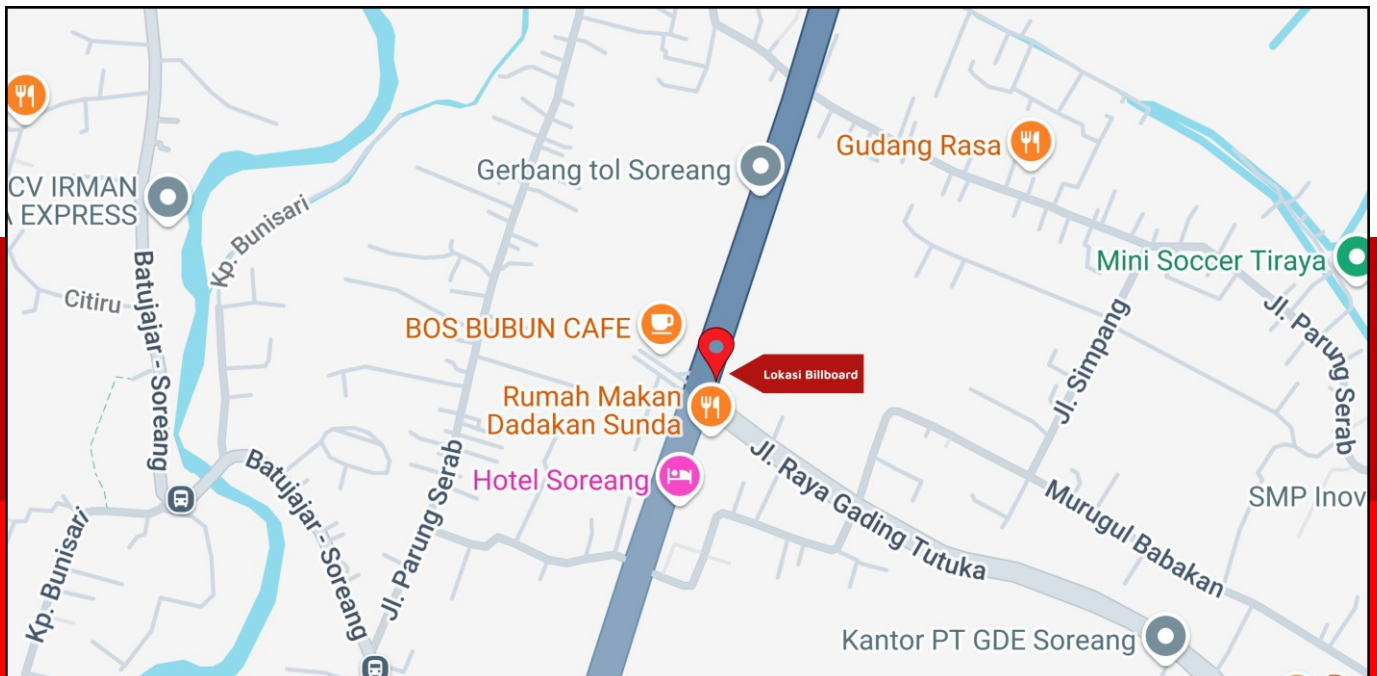 Gudang Rasa
Gerbang tol Soreang
CV IRMAN
A EXPRESS
Kp. Bunisari
Mini Soccer Tiraya
Batujajar - Soreang
Citiru
Jl. Parung Serab
BOS BUBUN CAFE
Jl. Simpang
Lokasi Billboard
Rumah Makan
Dadakan Sunda
Hotel Soreang
Jl. Raya Gading Tutuka
Murugul Babakan
SMP Inov
Batujajar - Soreang
Jl. Parung Serab
Kp. Bunisari
Kantor PT GDE Soreang